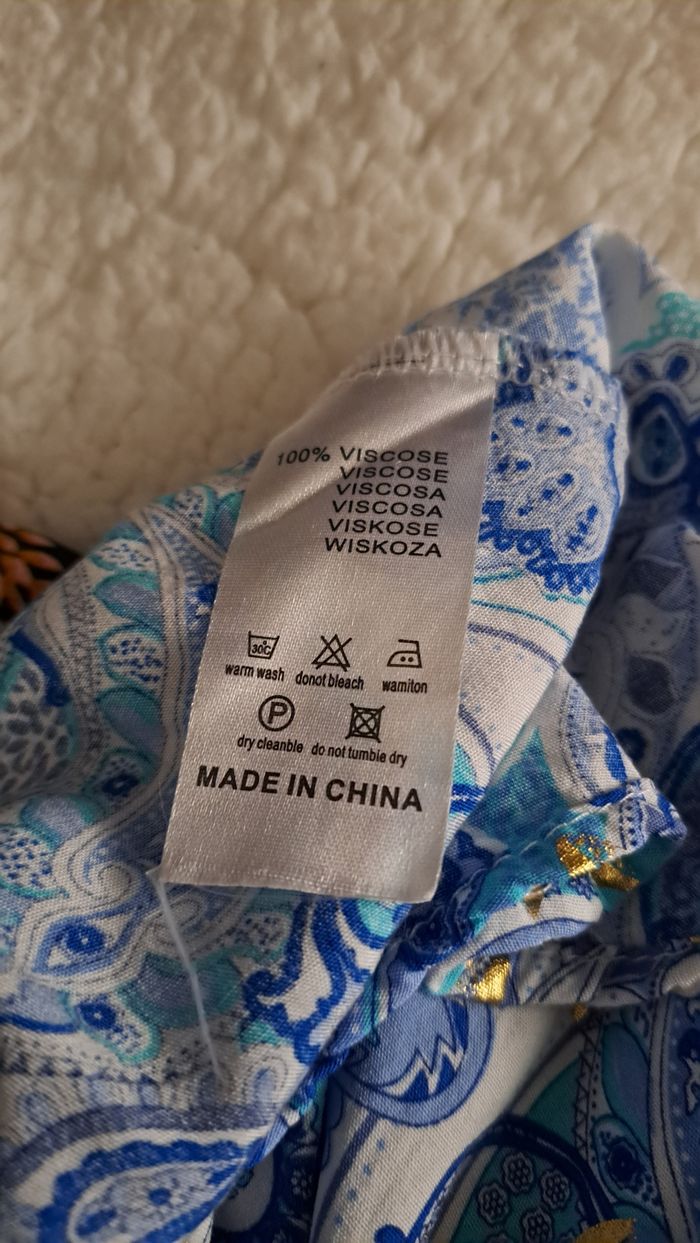 100% VISCOSE
VISCOSE
VISCOSA
VISCOSA
VISKOSE
WISKOZA
30C
warm wash donot bleach wamiton
P
dry cleanble do not tumble dry
MADE IN CHINA